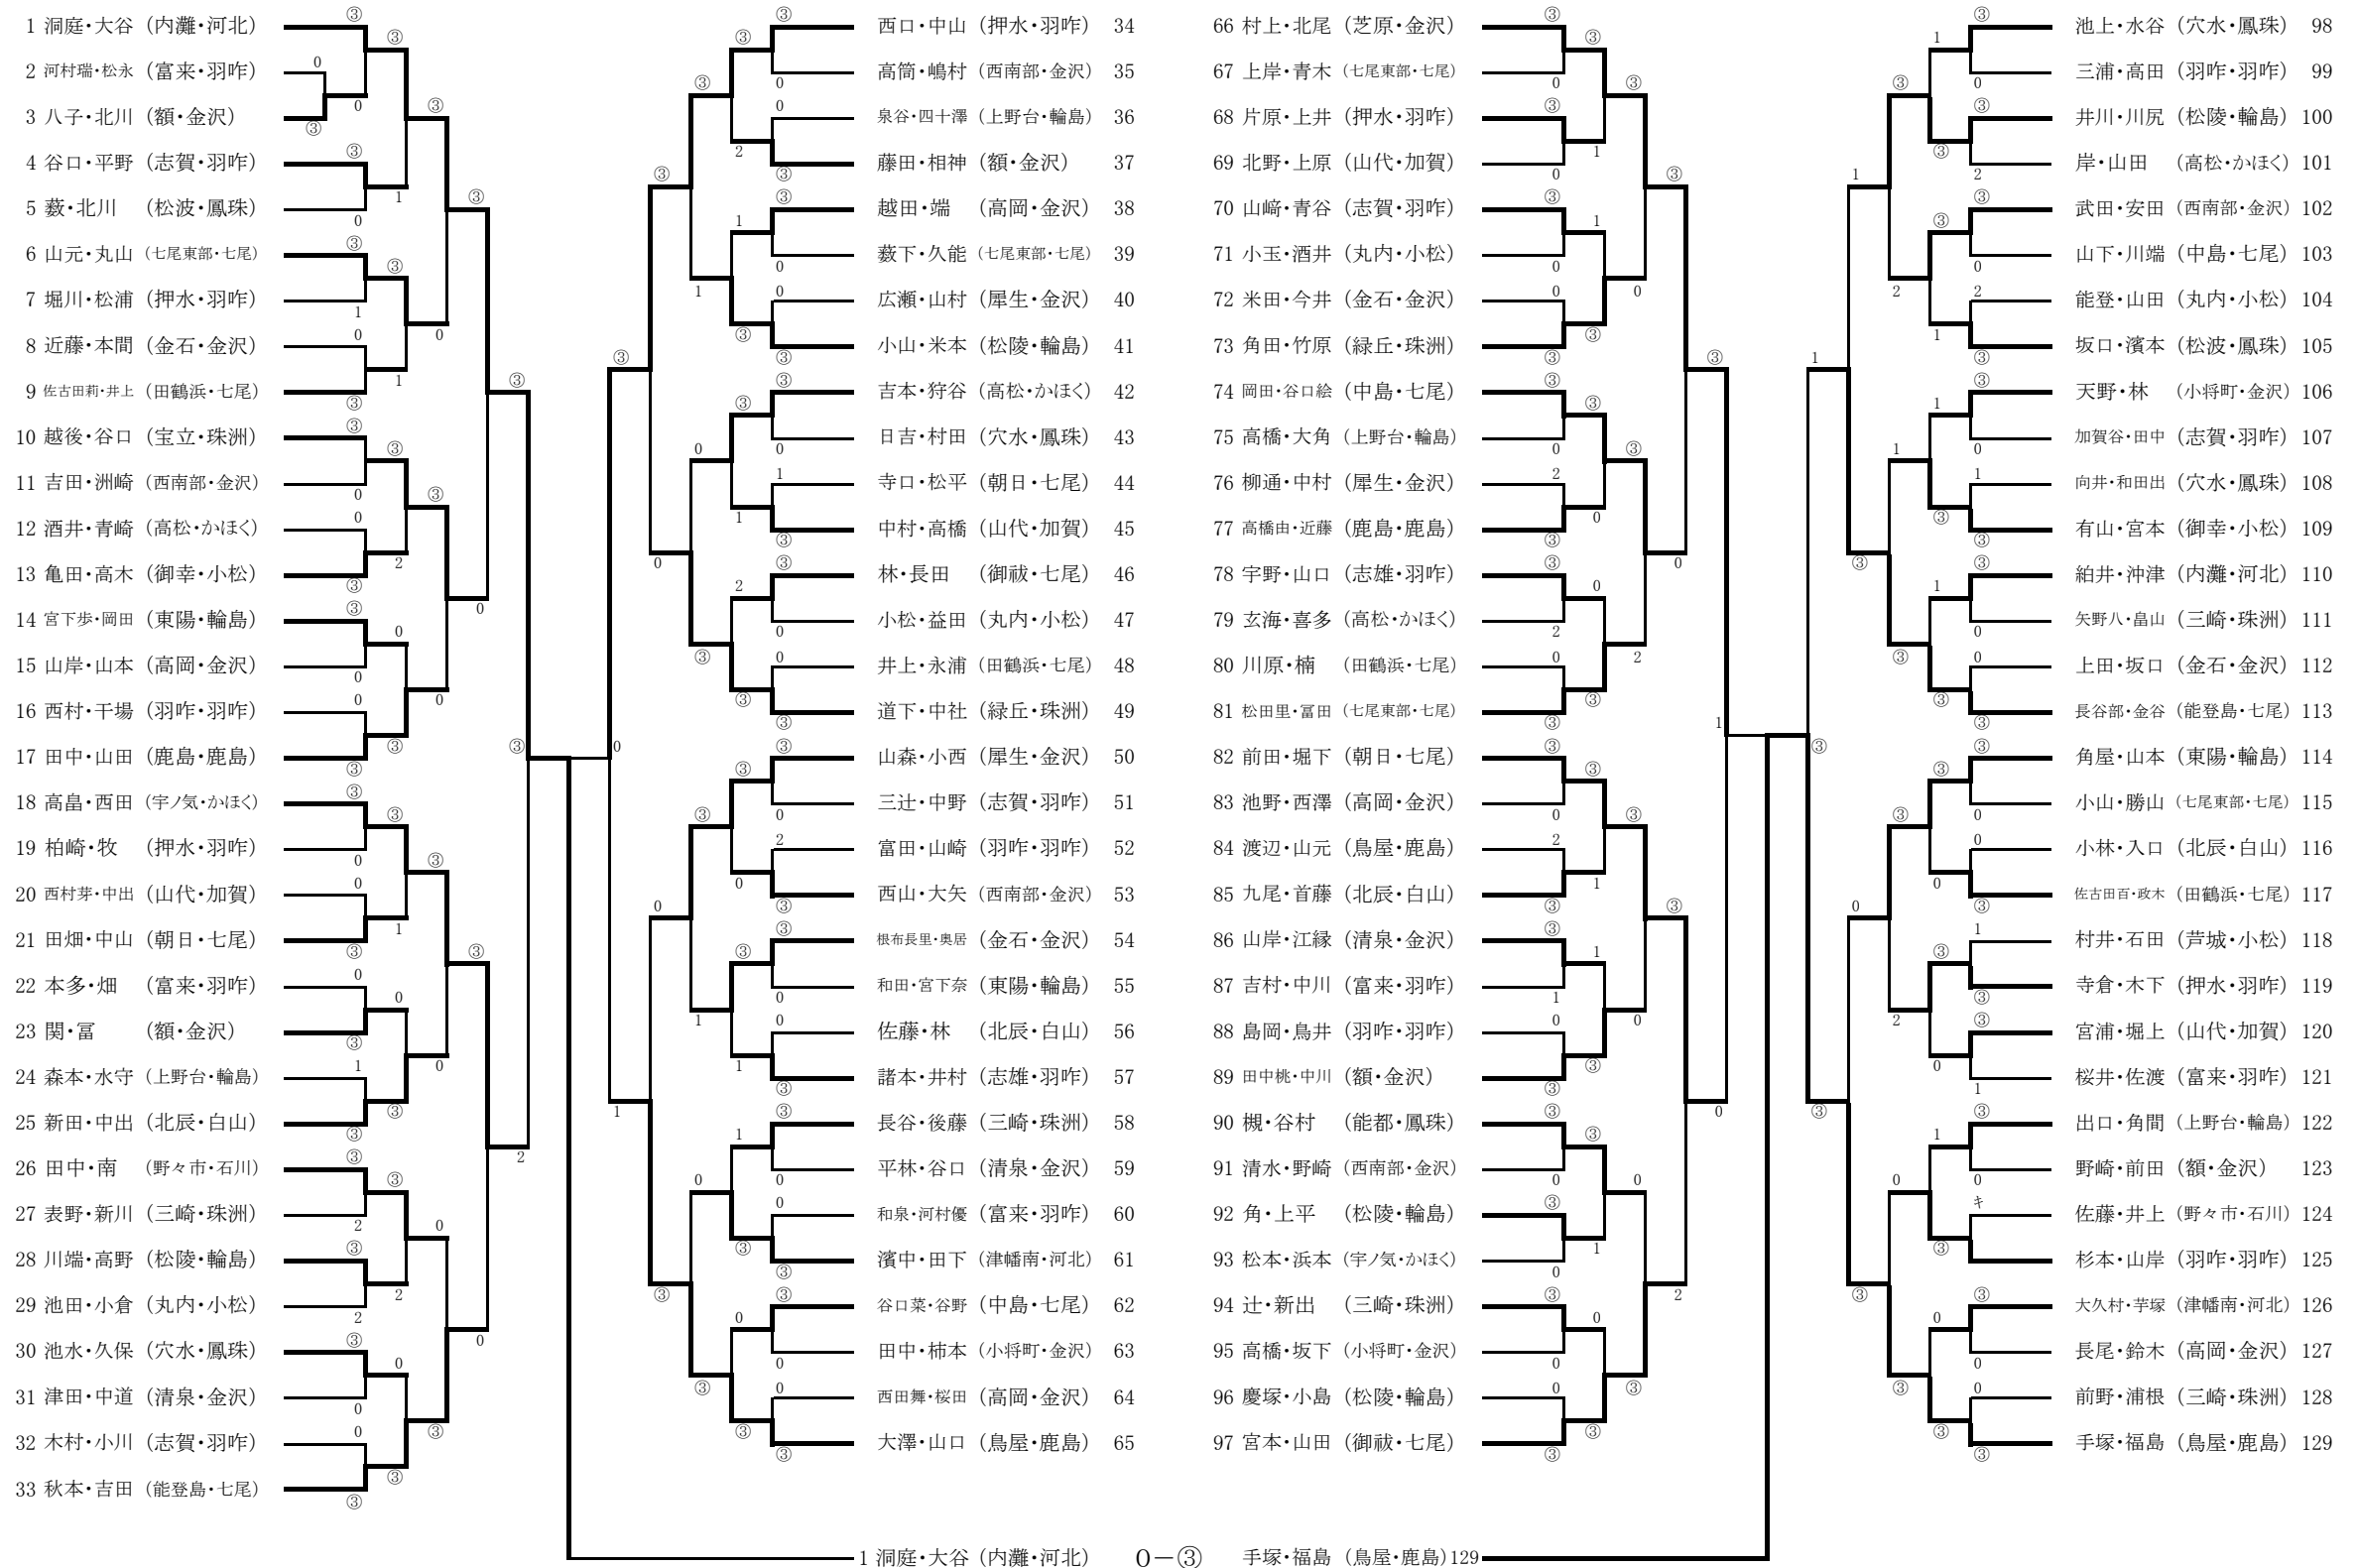 1 洞庭・大谷 (内灘・河北)
2 河村瑞・松永 (富来・羽咋)
3 八子・北川 (額・金沢)
4 谷口・平野 (志賀・羽咋)
5 薮・北川 (松波・鳳珠)
6 山元・丸山 (七尾東部・七尾)
7 堀川・松浦 (押水・羽咋)
8 近藤・本間 (金石・金沢)
9 佐古田莉・井上 (田鶴浜・七尾)
10 越後・谷口 (宝立・珠洲)
11 吉田・洲崎 (西南部・金沢)
12 酒井・青崎 (高松・かほく)
13 亀田・高木 (御幸・小松)
14 宮下歩・岡田 (東陽・輪島)
15 山岸・山本 (高岡・金沢)
16 西村・干場 (羽咋・羽咋)
17 田中・山田 (鹿島・鹿島)
18 高畠・西田 (宇ノ気・かほく)
19 柏崎・牧 (押水・羽咋)
20 西村芽・中出 (山代・加賀)
21 田畑・中山 (朝日・七尾)
22 本多・畑 (富来・羽咋)
23 関・冨 (額・金沢)
24 森本・水守 (上野台・輪島)
25 新田・中出 (北辰・白山)
26 田中・南 (野々市・石川)
27 表野・新川 (三崎・珠洲)
28 川端・高野 (松陵・輪島)
29 池田・小倉 (丸内・小松)
30 池水・久保 (穴水・鳳珠)
31 津田・中道 (清泉・金沢)
32 木村・小川 (志賀・羽咋)
33 秋本・吉田 (能登島・七尾)
西口・中山 (押水・羽咋) 34
高筒・嶋村 (西南部・金沢) 35
泉谷・四十澤 (上野台・輪島) 36
藤田・相神 (額・金沢) 37
越田・端 (高岡・金沢) 38
薮下・久能 (七尾東部・七尾) 39
広瀬・山村 (犀生・金沢) 40
小山・米本 (松陵・輪島) 41
吉本・狩谷 (高松・かほく) 42
日吉・村田 (穴水・鳳珠) 43
寺口・松平 (朝日・七尾) 44
中村・高橋 (山代・加賀) 45
林・長田 (御祓・七尾) 46
小松・益田 (丸内・小松) 47
井上・永浦 (田鶴浜・七尾) 48
道下・中社 (緑丘・珠洲) 49
山森・小西 (犀生・金沢) 50
三辻・中野 (志賀・羽咋) 51
富田・山崎 (羽咋・羽咋) 52
西山・大矢 (西南部・金沢) 53
根布長里・奥居 (金石・金沢) 54
和田・宮下奈 (東陽・輪島) 55
佐藤・林 (北辰・白山) 56
諸本・井村 (志雄・羽咋) 57
長谷・後藤 (三崎・珠洲) 58
平林・谷口 (清泉・金沢) 59
和泉・河村優 (富来・羽咋) 60
濱中・田下 (津幡南・河北) 61
谷口菜・谷野 (中島・七尾) 62
田中・柿本 (小将町・金沢) 63
西田舞・桜田 (高岡・金沢) 64
大澤・山口 (鳥屋・鹿島) 65
66 村上・北尾 (芝原・金沢)
67 上岸・青木 (七尾東部・七尾)
68 片原・上井 (押水・羽咋)
69 北野・上原 (山代・加賀)
70 山﨑・青谷 (志賀・羽咋)
71 小玉・酒井 (丸内・小松)
72 米田・今井 (金石・金沢)
73 角田・竹原 (緑丘・珠洲)
74 岡田・谷口絵 (中島・七尾)
75 高橋・大角 (上野台・輪島)
76 柳通・中村 (犀生・金沢)
77 高橋由・近藤 (鹿島・鹿島)
78 宇野・山口 (志雄・羽咋)
79 玄海・喜多 (高松・かほく)
80 川原・楠 (田鶴浜・七尾)
81 松田里・冨田 (七尾東部・七尾)
82 前田・堀下 (朝日・七尾)
83 池野・西澤 (高岡・金沢)
84 渡辺・山元 (鳥屋・鹿島)
85 九尾・首藤 (北辰・白山)
86 山岸・江縁 (清泉・金沢)
87 吉村・中川 (富来・羽咋)
88 島岡・鳥井 (羽咋・羽咋)
89 田中桃・中川 (額・金沢)
90 槻・谷村 (能都・鳳珠)
91 清水・野崎 (西南部・金沢)
92 角・上平 (松陵・輪島)
93 松本・浜本 (宇ノ気・かほく)
94 辻・新出 (三崎・珠洲)
95 高橋・坂下 (小将町・金沢)
96 慶塚・小島 (松陵・輪島)
97 宮本・山田 (御祓・七尾)
池上・水谷 (穴水・鳳珠) 98
三浦・高田 (羽咋・羽咋) 99
井川・川尻 (松陵・輪島) 100
岸・山田 (高松・かほく) 101
武田・安田 (西南部・金沢) 102
山下・川端 (中島・七尾) 103
能登・山田 (丸内・小松) 104
坂口・濱本 (松波・鳳珠) 105
天野・林 (小将町・金沢) 106
加賀谷・田中 (志賀・羽咋) 107
向井・和田出 (穴水・鳳珠) 108
有山・宮本 (御幸・小松) 109
絈井・沖津 (内灘・河北) 110
矢野八・畠山 (三崎・珠洲) 111
上田・坂口 (金石・金沢) 112
長谷部・金谷 (能登島・七尾) 113
角屋・山本 (東陽・輪島) 114
小山・勝山 (七尾東部・七尾) 115
小林・入口 (北辰・白山) 116
佐古田百・政木 (田鶴浜・七尾) 117
村井・石田 (芦城・小松) 118
寺倉・木下 (押水・羽咋) 119
宮浦・堀上 (山代・加賀) 120
桜井・佐渡 (富来・羽咋) 121
出口・角間 (上野台・輪島) 122
野崎・前田 (額・金沢) 123
キ
佐藤・井上 (野々市・石川) 124
杉本・山岸 (羽咋・羽咋) 125
大久村・芋塚 (津幡南・河北) 126
長尾・鈴木 (高岡・金沢) 127
前野・浦根 (三崎・珠洲) 128
手塚・福島 (鳥屋・鹿島) 129
1 洞庭・大谷 (内灘・河北) 0－③ 手塚・福島 (鳥屋・鹿島) 129